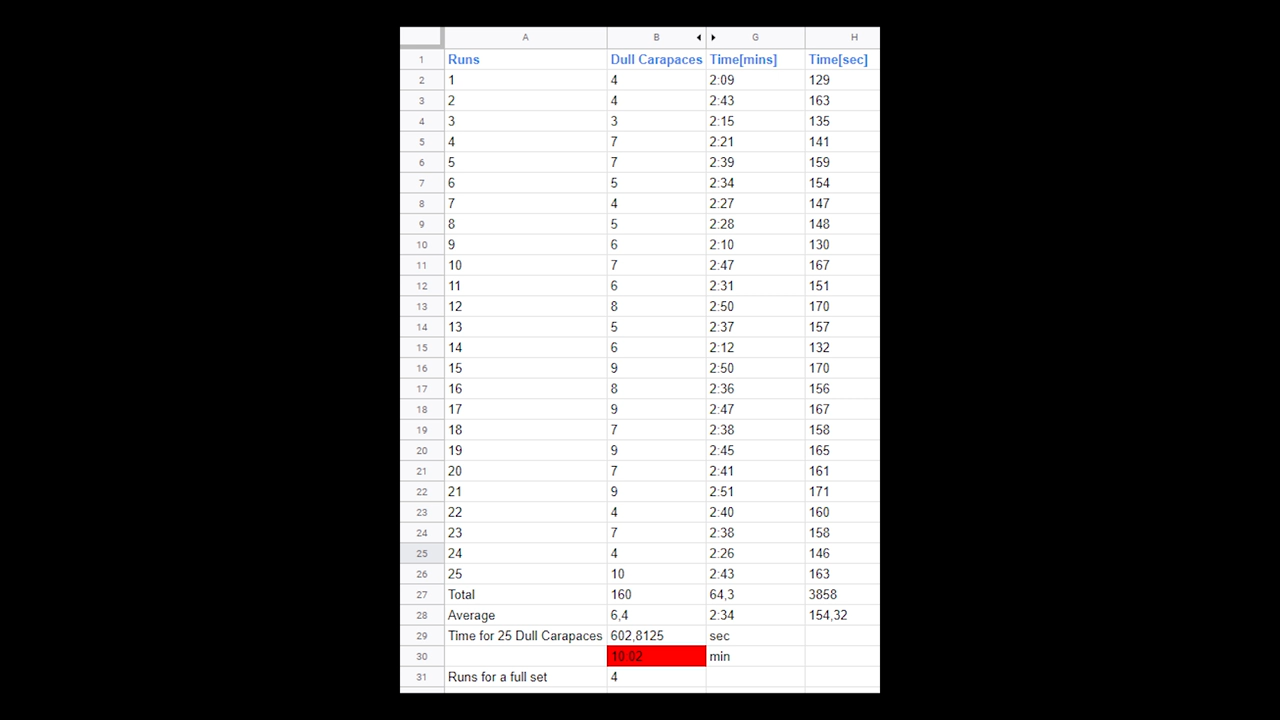 A B G H
1 Runs Dull Carapaces Time[mins] Time[sec]
2 1 4 2:09 129
3 2 4 2:43 163
4 3 3 2:15 135
5 4 7 2:21 141
6 5 7 2:39 159
7 6 5 2:34 154
8 7 4 2:27 147
9 8 5 2:28 148
10 9 6 2:10 130
11 10 7 2:47 167
12 11 6 2:31 151
13 12 8 2:50 170
14 13 5 2:37 157
15 14 6 2:12 132
16 15 9 2:50 170
17 16 8 2:36 156
18 17 9 2:47 167
19 18 7 2:38 158
20 19 9 2:45 165
21 20 7 2:41 161
22 21 9 2:51 171
23 22 4 2:40 160
24 23 7 2:38 158
25 24 4 2:26 146
26 25 10 2:43 163
27 Total 160 64,3 3858
28 Average 6,4 2:34 154,32
29 Time for 25 Dull Carapaces 602,8125 sec
30 10:02 min
31 Runs for a full set 4